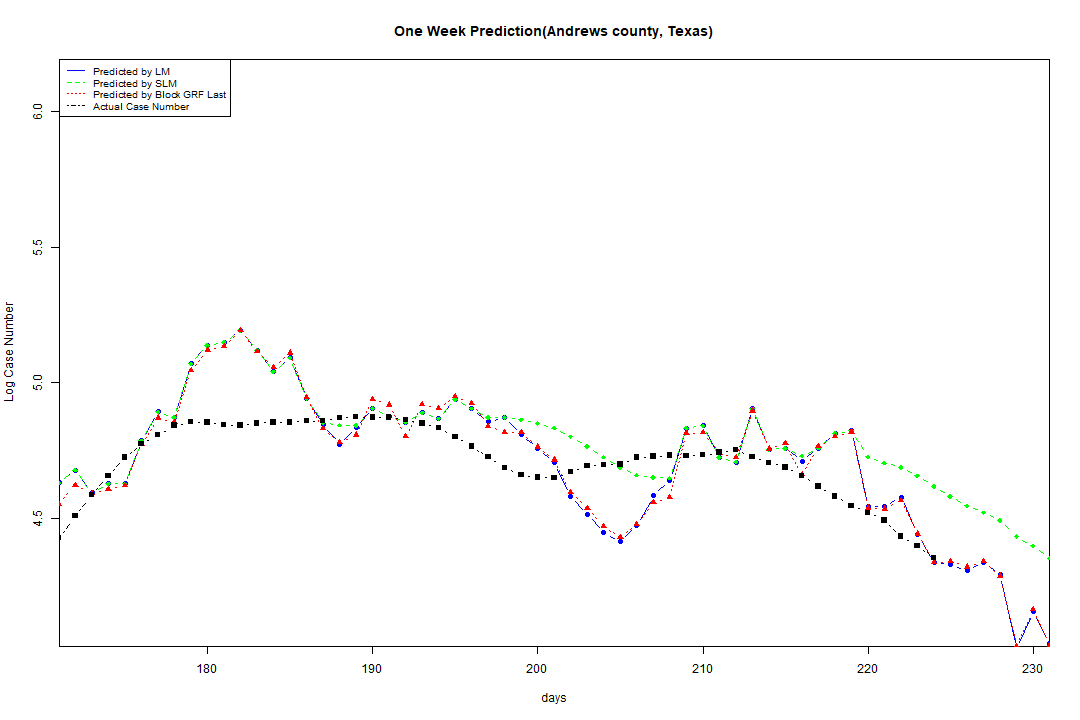 One Week Prediction(Andrews county, Texas)
Predicted by LM
Predicted by SLM
Predicted by Block GRF Last
Actual Case Number
6.0
5.5
5.0
4.5
Log Case Number
180 190 200 210 220 230
days